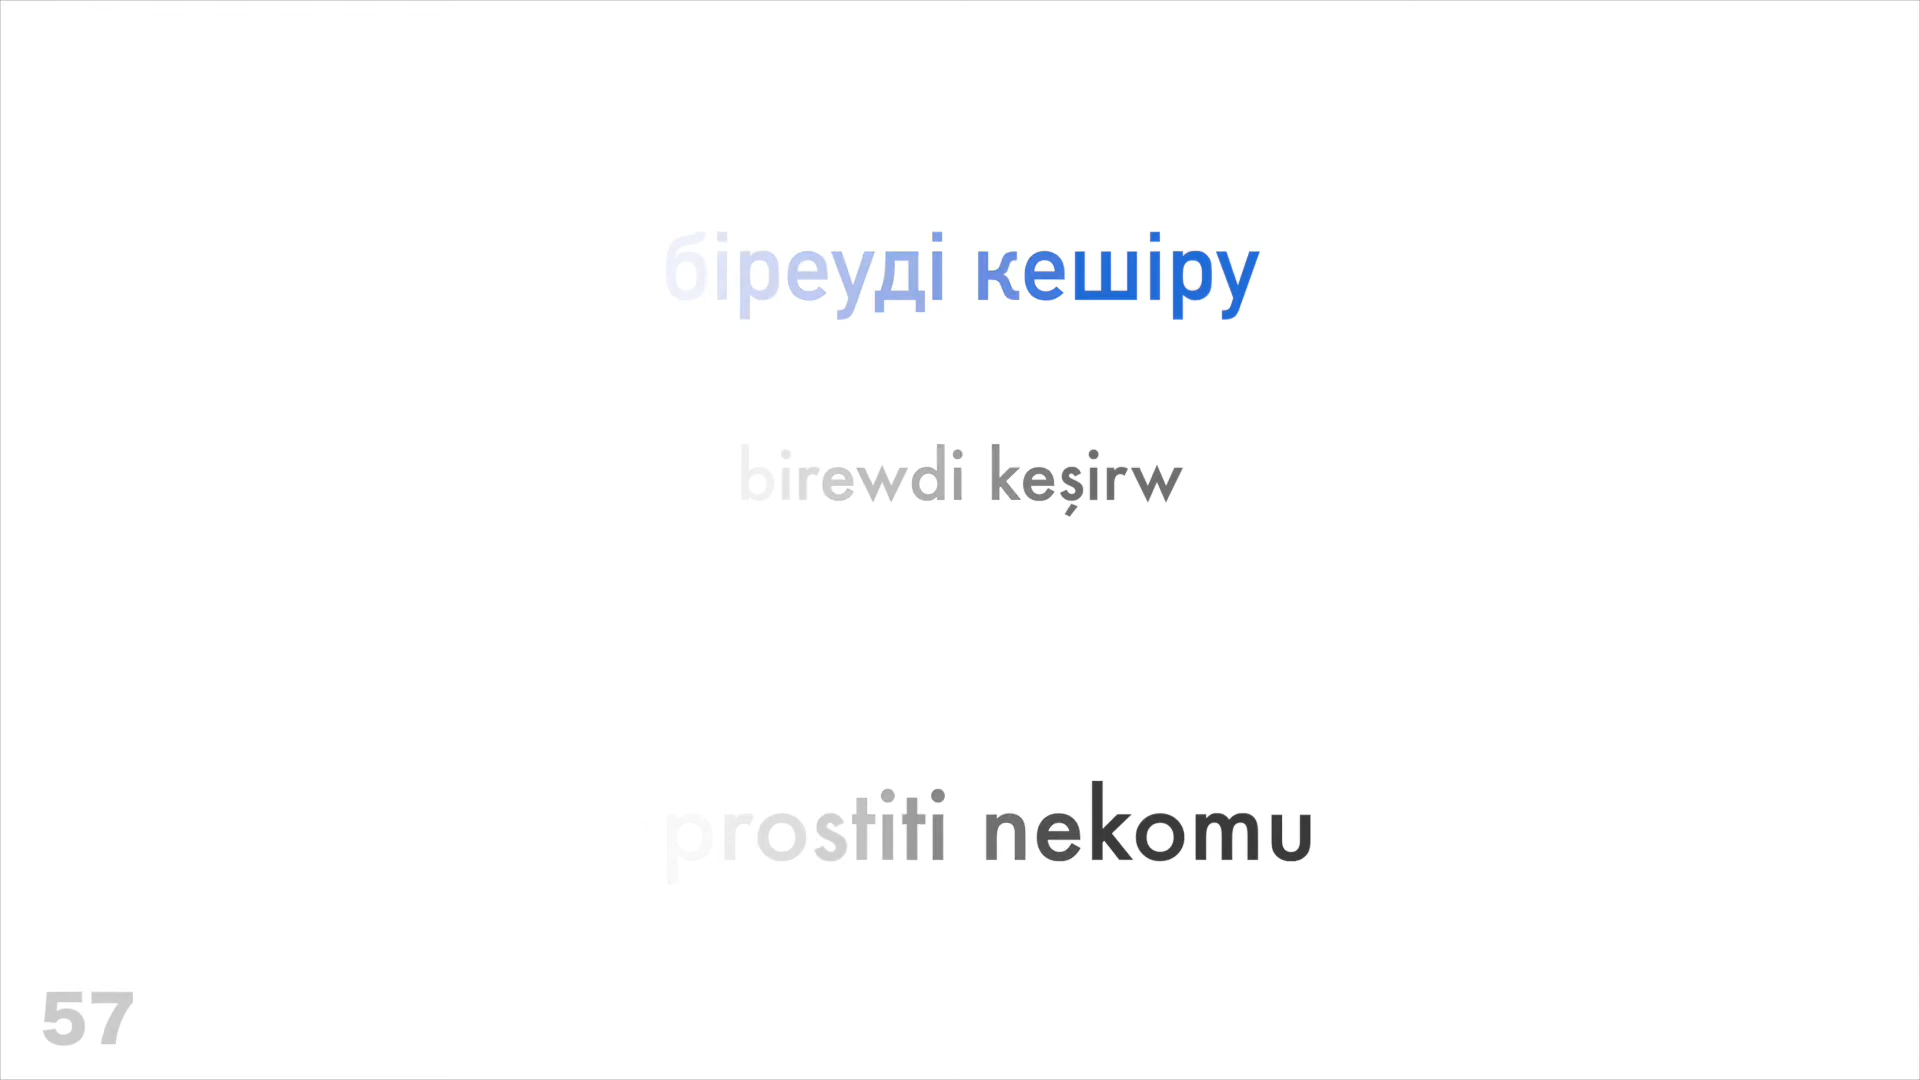 біреуді кешіру
birewdi keşirw
prostiti nekomu
57